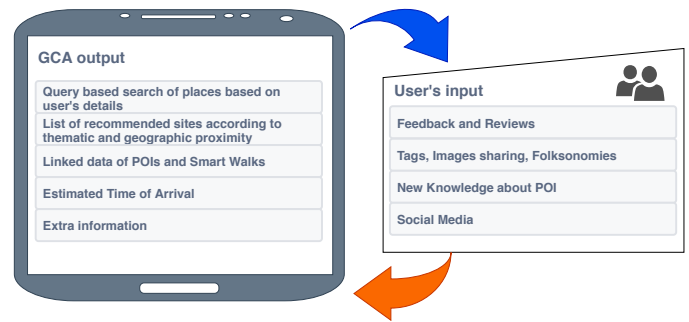 GCA output
Query based search of places based on
user's details
List of recommended sites according to
thematic and geographic proximity
Linked data of POIs and Smart Walks
Estimated Time of Arrival
Extra information
User's input
Feedback and Reviews
Tags, Images sharing, Folksonomies
New Knowledge about POI
Social Media